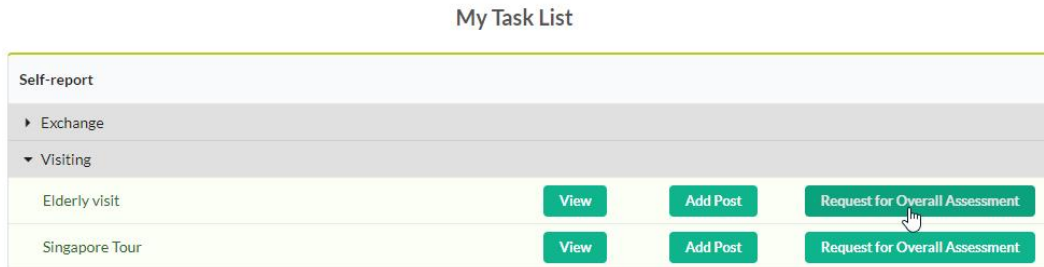 My Task List
Self-report
Exchange
Visiting
Elderly visit View Add Post Request for Overall Assessment
Singapore Tour View Add Post Request for Overall Assessment